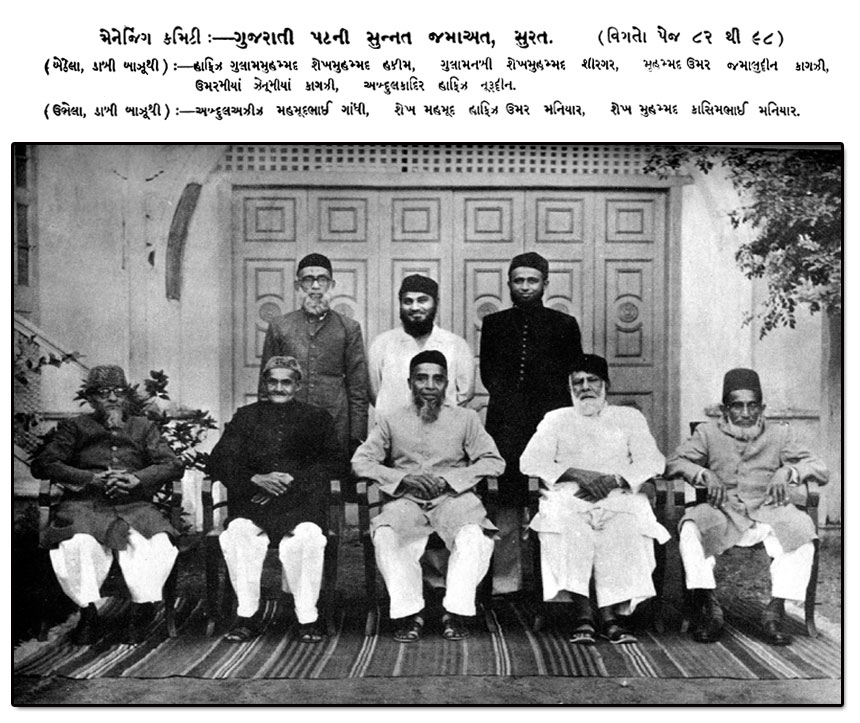 મેનેજિંગ કમિટી :—ગુજરાતી પટની સુન્નત જમાઅત, સુરત. (વિગતો પેજ ૮૨ થી ૯૮)
(બેઠેલા, ડાબી બાજૂથી) :—હાફિઝ ગુલામમુહમ્મદ શેખમુહમ્મદ હકીમ, ગુલામનબી શેખમુહમ્મદ શીરગર, મુહમ્મદ ઉમર જમાલુદ્દીન કાગઝી,
ઉમરમીયાં ઝેનૂમીયાં કાગઝી, અબ્દુલકાદિર હાફિઝ નૂરૂદ્દીન.
(ઉભેલા, ડાબી બાજૂથી) :—અબ્દુલઅઝીઝ મહમૂદભાઈ ગાંધી, શેખ મહમૂદ હાફિઝ ઉમર મનિયાર, શેખ મુહમ્મદ કાસિમભાઈ મનિયાર.